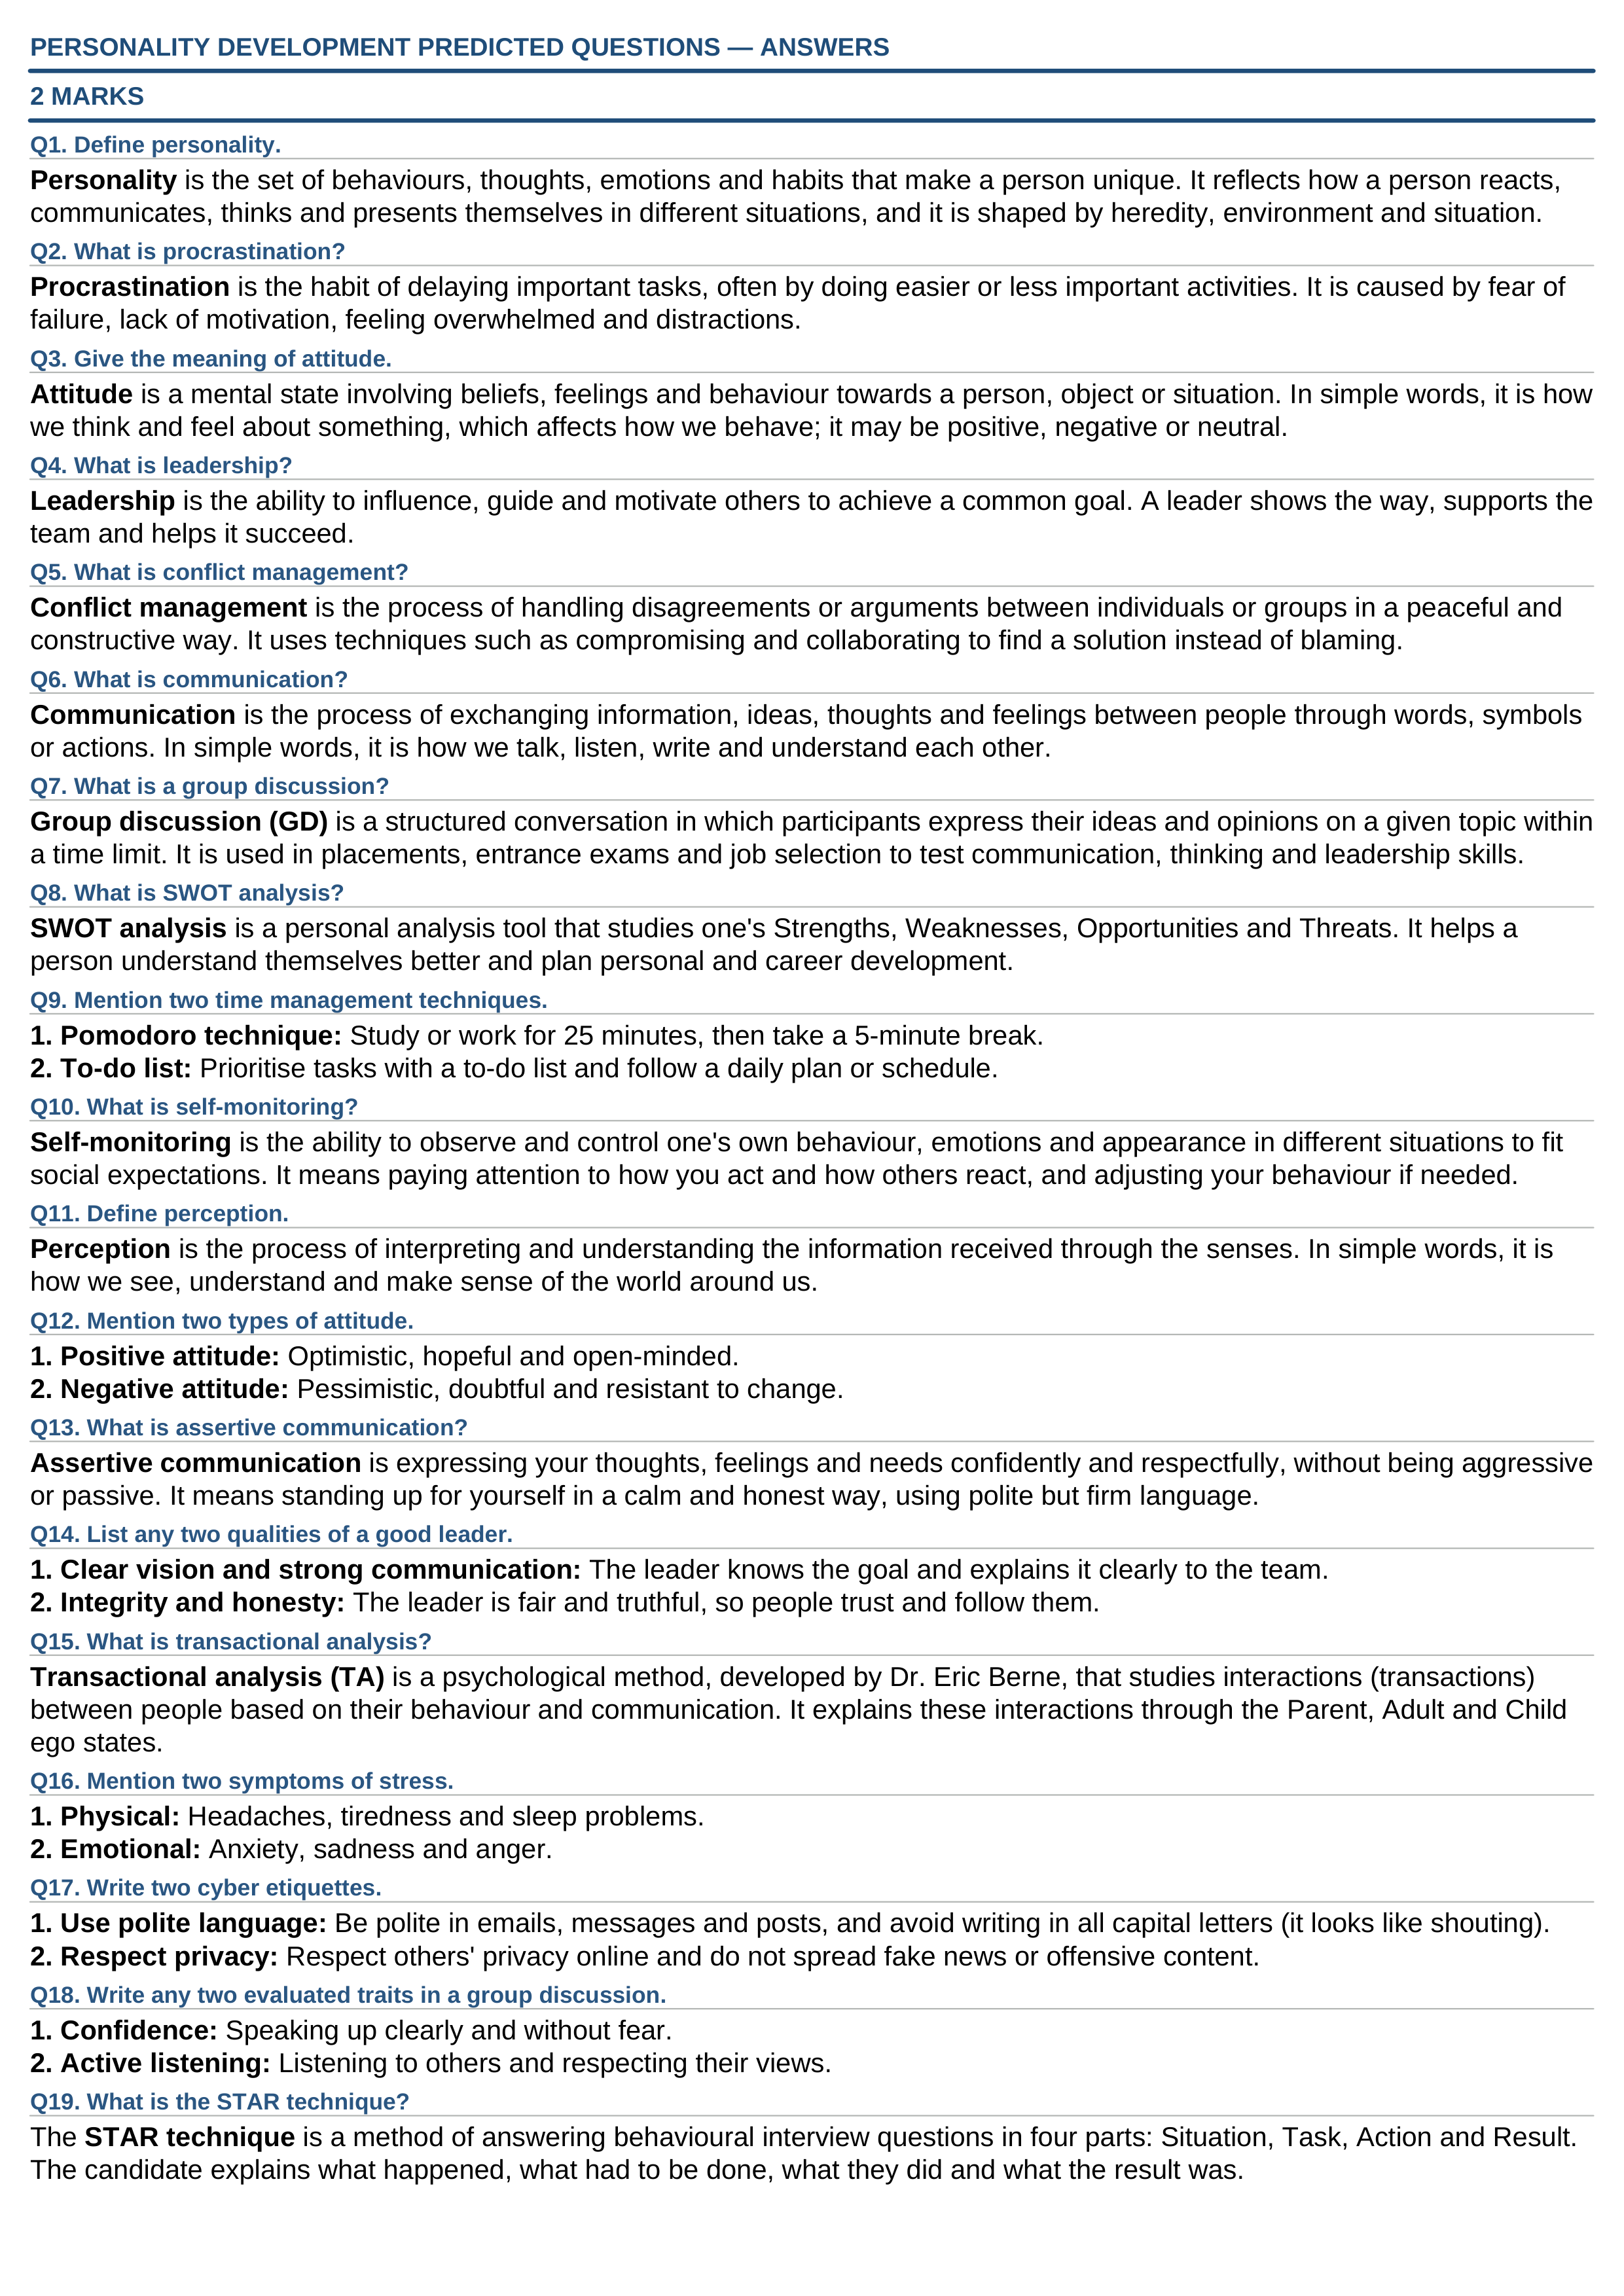 PERSONALITY DEVELOPMENT PREDICTED QUESTIONS — ANSWERS
2 MARKS
Q1. Define personality.
Personality is the set of behaviours, thoughts, emotions and habits that make a person unique. It reflects how a person reacts,
communicates, thinks and presents themselves in different situations, and it is shaped by heredity, environment and situation.
Q2. What is procrastination?
Procrastination is the habit of delaying important tasks, often by doing easier or less important activities. It is caused by fear of
failure, lack of motivation, feeling overwhelmed and distractions.
Q3. Give the meaning of attitude.
Attitude is a mental state involving beliefs, feelings and behaviour towards a person, object or situation. In simple words, it is how
we think and feel about something, which affects how we behave; it may be positive, negative or neutral.
Q4. What is leadership?
Leadership is the ability to influence, guide and motivate others to achieve a common goal. A leader shows the way, supports the
team and helps it succeed.
Q5. What is conflict management?
Conflict management is the process of handling disagreements or arguments between individuals or groups in a peaceful and
constructive way. It uses techniques such as compromising and collaborating to find a solution instead of blaming.
Q6. What is communication?
Communication is the process of exchanging information, ideas, thoughts and feelings between people through words, symbols
or actions. In simple words, it is how we talk, listen, write and understand each other.
Q7. What is a group discussion?
Group discussion (GD) is a structured conversation in which participants express their ideas and opinions on a given topic within
a time limit. It is used in placements, entrance exams and job selection to test communication, thinking and leadership skills.
Q8. What is SWOT analysis?
SWOT analysis is a personal analysis tool that studies one's Strengths, Weaknesses, Opportunities and Threats. It helps a
person understand themselves better and plan personal and career development.
Q9. Mention two time management techniques.
1. Pomodoro technique: Study or work for 25 minutes, then take a 5-minute break.
2. To-do list: Prioritise tasks with a to-do list and follow a daily plan or schedule.
Q10. What is self-monitoring?
Self-monitoring is the ability to observe and control one's own behaviour, emotions and appearance in different situations to fit
social expectations. It means paying attention to how you act and how others react, and adjusting your behaviour if needed.
Q11. Define perception.
Perception is the process of interpreting and understanding the information received through the senses. In simple words, it is
how we see, understand and make sense of the world around us.
Q12. Mention two types of attitude.
1. Positive attitude: Optimistic, hopeful and open-minded.
2. Negative attitude: Pessimistic, doubtful and resistant to change.
Q13. What is assertive communication?
Assertive communication is expressing your thoughts, feelings and needs confidently and respectfully, without being aggressive
or passive. It means standing up for yourself in a calm and honest way, using polite but firm language.
Q14. List any two qualities of a good leader.
1. Clear vision and strong communication: The leader knows the goal and explains it clearly to the team.
2. Integrity and honesty: The leader is fair and truthful, so people trust and follow them.
Q15. What is transactional analysis?
Transactional analysis (TA) is a psychological method, developed by Dr. Eric Berne, that studies interactions (transactions)
between people based on their behaviour and communication. It explains these interactions through the Parent, Adult and Child
ego states.
Q16. Mention two symptoms of stress.
1. Physical: Headaches, tiredness and sleep problems.
2. Emotional: Anxiety, sadness and anger.
Q17. Write two cyber etiquettes.
1. Use polite language: Be polite in emails, messages and posts, and avoid writing in all capital letters (it looks like shouting).
2. Respect privacy: Respect others' privacy online and do not spread fake news or offensive content.
Q18. Write any two evaluated traits in a group discussion.
1. Confidence: Speaking up clearly and without fear.
2. Active listening: Listening to others and respecting their views.
Q19. What is the STAR technique?
The STAR technique is a method of answering behavioural interview questions in four parts: Situation, Task, Action and Result.
The candidate explains what happened, what had to be done, what they did and what the result was.